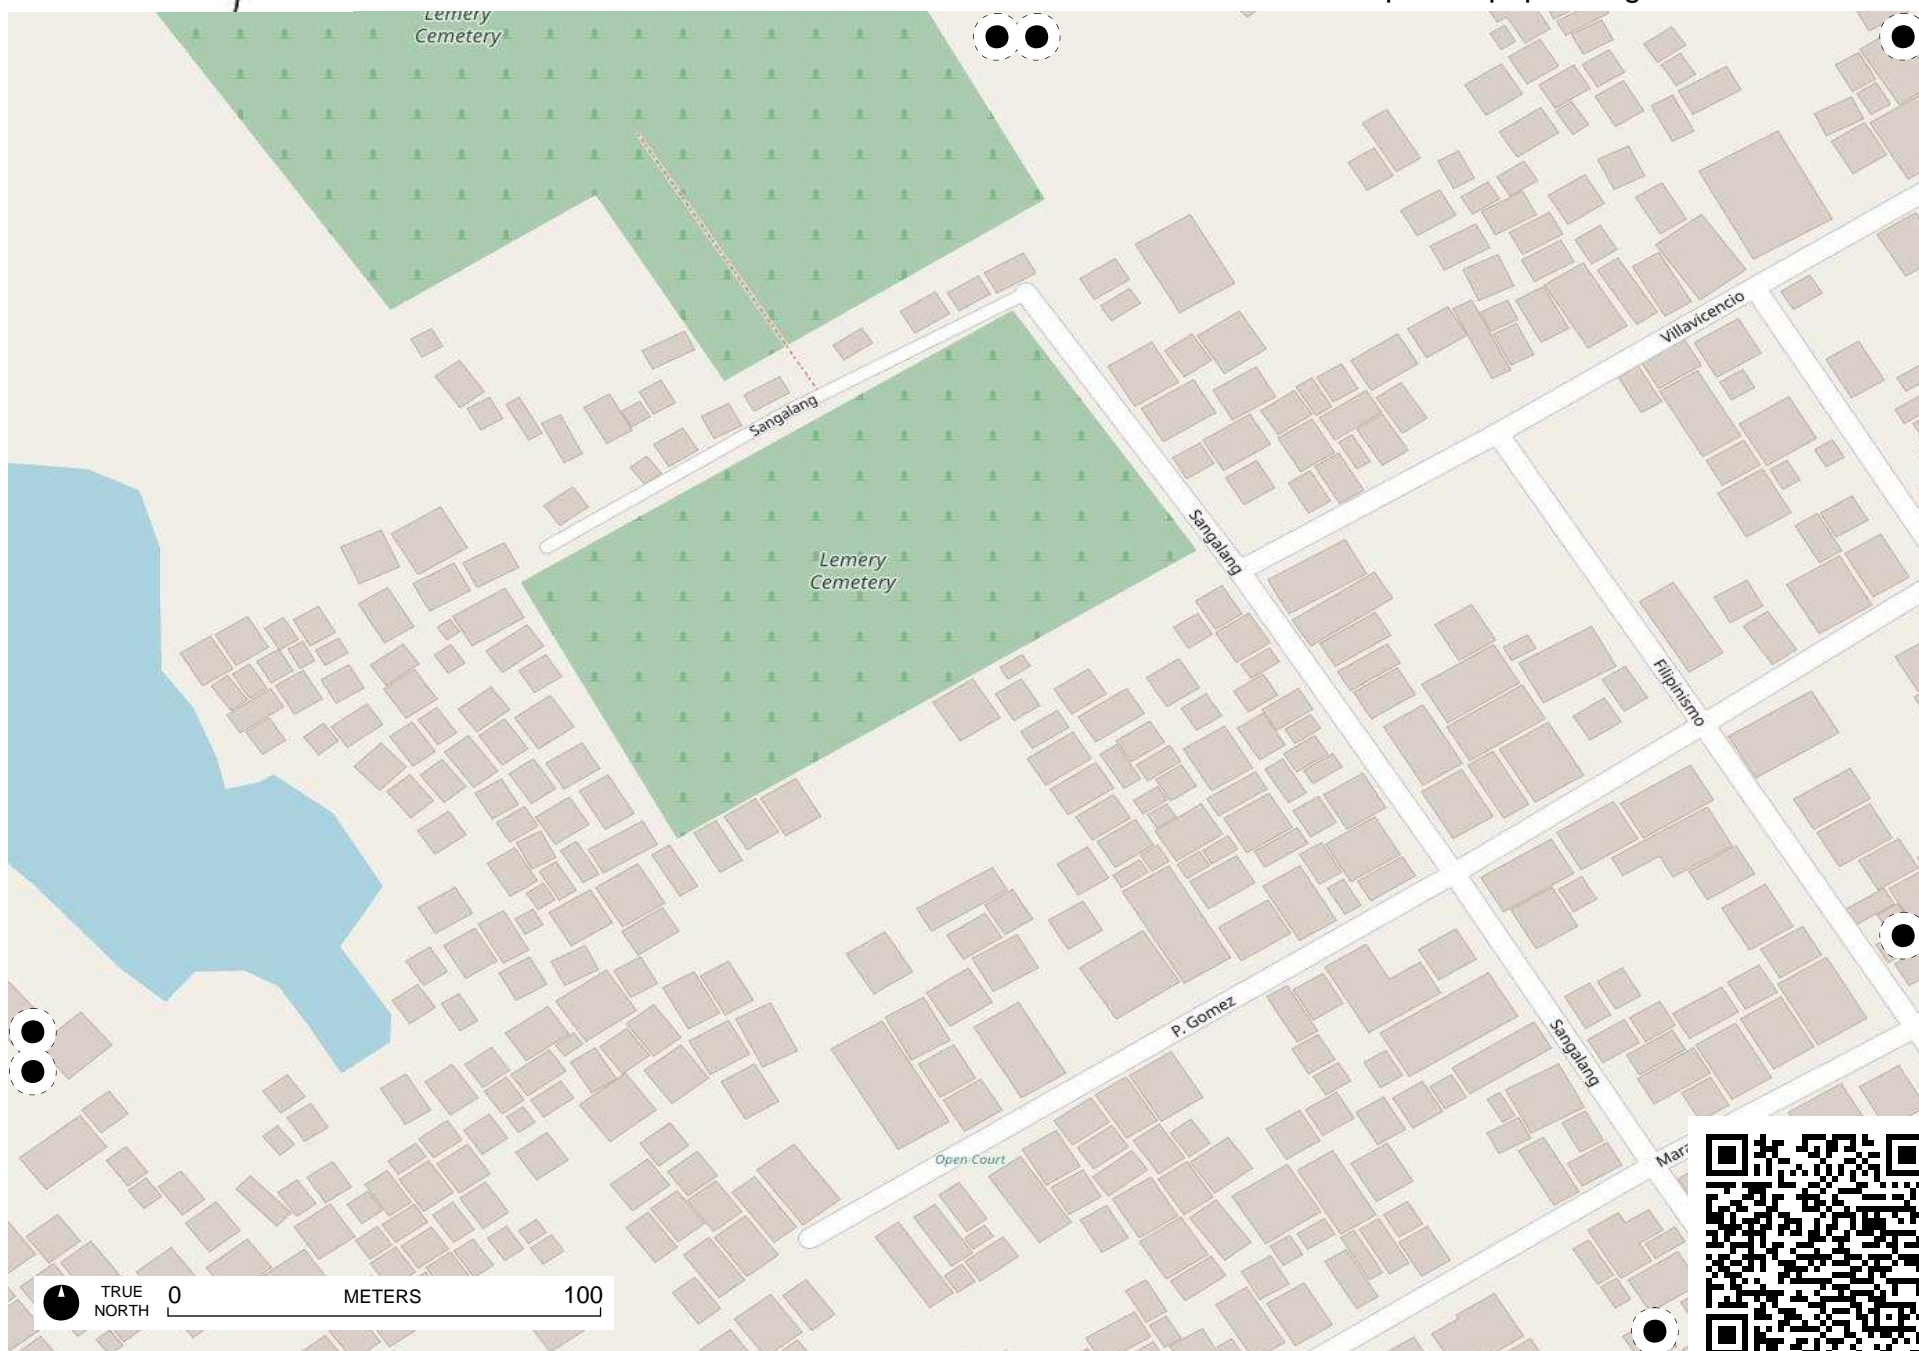 Lemery
Cemetery
Villavicencio
Sangalang
Sangalang
Lemery
Cemetery
Filipinismo
P. Gomez
Sangalang
Open Court
TRUE
NORTH
0
METERS
100